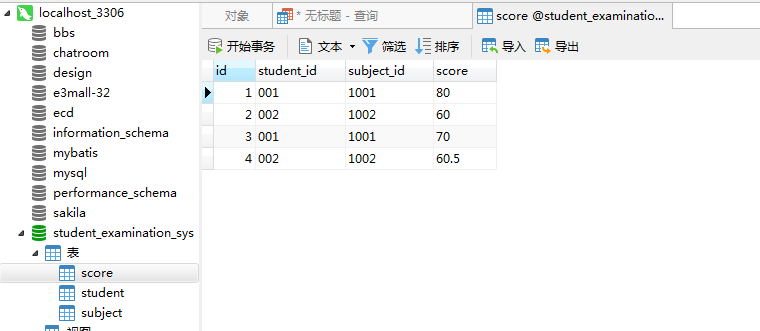 localhost_3306
bbs
chatroom
design
e3mall-32
ecd
information_schema
mybatis
mysql
performance_schema
sakila
student_examination_sys
表
score
student
subject
对象
* 无标题 - 查询
score @student_examinatio...
开始事务
文本
筛选
排序
导入
导出
id student_id subject_id score
1 001 1001 80
2 002 1002 60
3 001 1001 70
4 002 1002 60.5